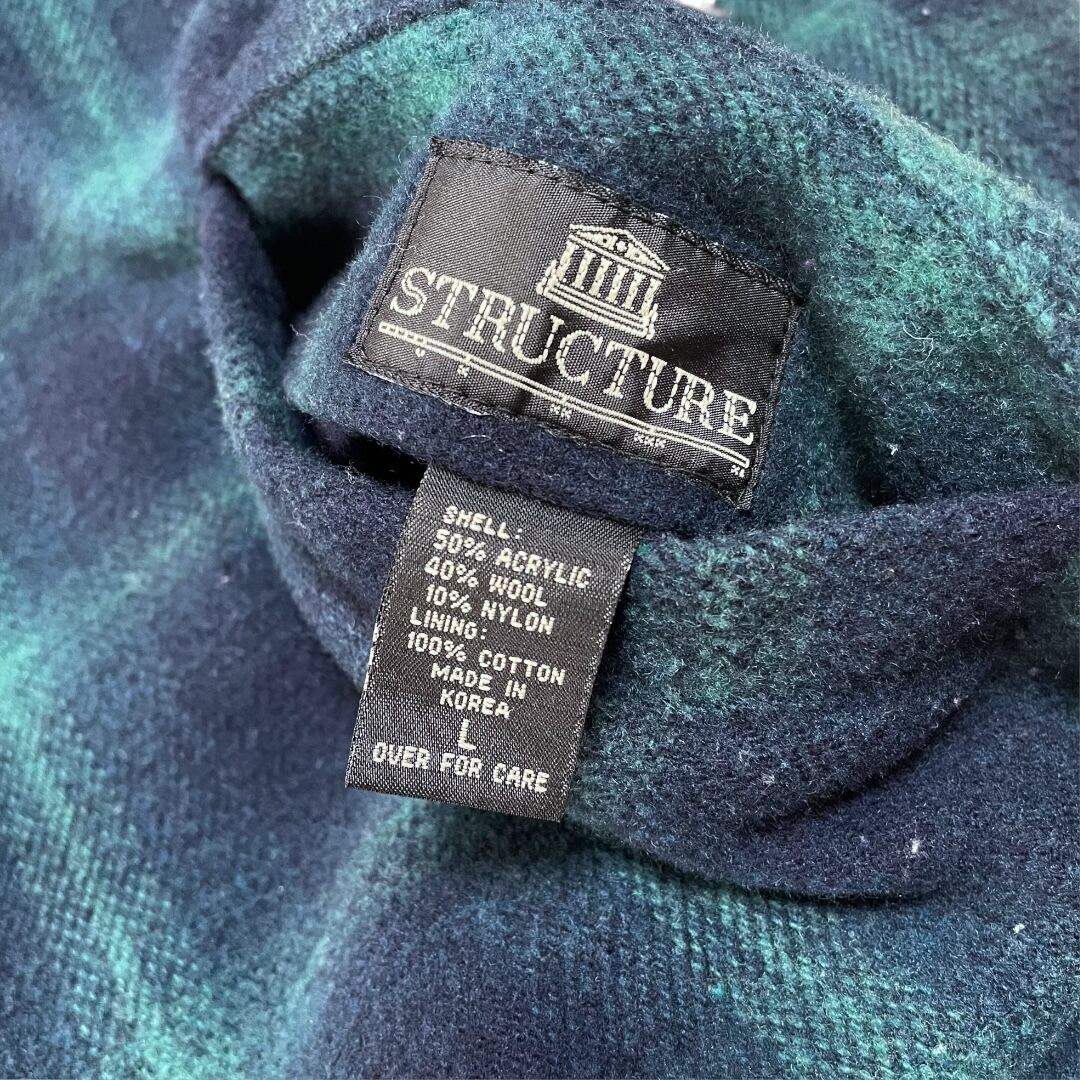 STRUCTURE
SHELL:
50% ACRYLIC
40% WOOL
10% NYLON
LINING:
100% COTTON
MADE IN
KOREA
L
OVER FOR CARE